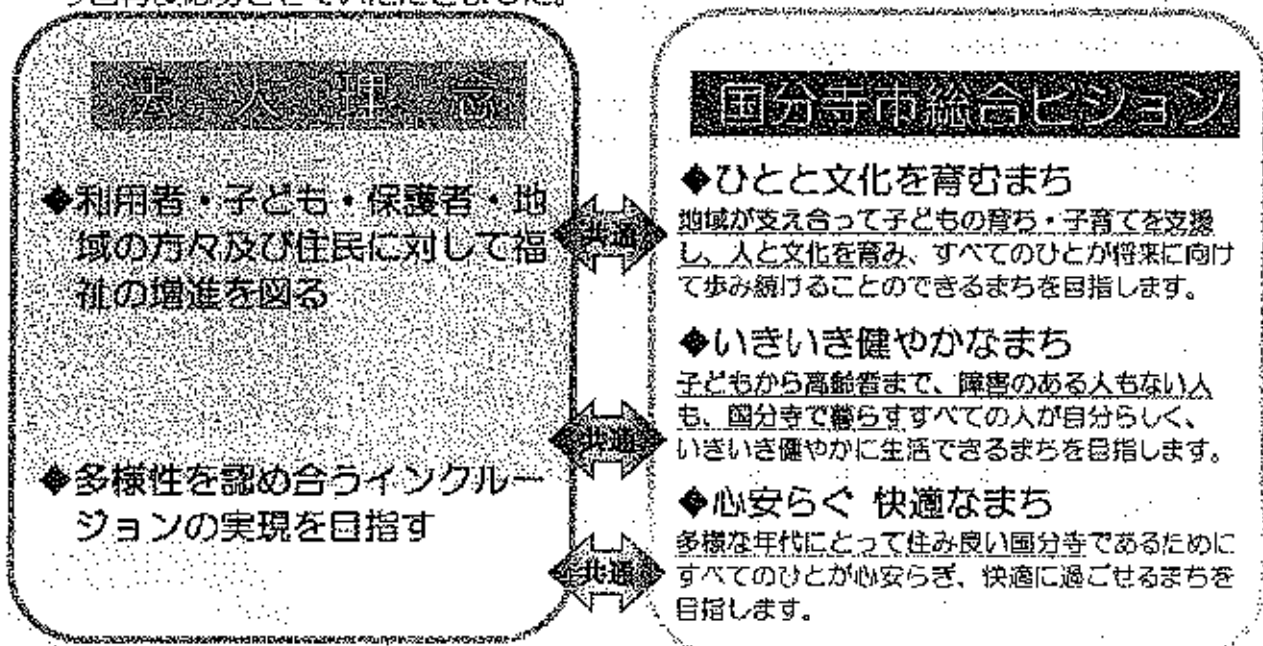 法人理念
◆利用者・子ども・保護者・地
域の方々及び住民に対して福
祉の増進を図る
共通
◆多様性を認め合うインクルー
ジョンの実現を目指す
共通
共通
国分寺市総合ビジョン
◆ひとと文化を育むまち
地域が支え合って子どもの育ち・子育てを支援
し、人と文化を育み、すべてのひとが将来に向け
て歩み続けることのできるまちを目指します。
◆いきいき健やかなまち
子どもから高齢者まで、障害のある人もない人
も、国分寺で暮らすすべての人が自分らしく、
いきいき健やかに生活できるまちを目指します。
◆心安らぐ 快適なまち
多様な年代にとって住み良い国分寺であるために
すべてのひとが心安らぎ、快適に過ごせるまちを
目指します。